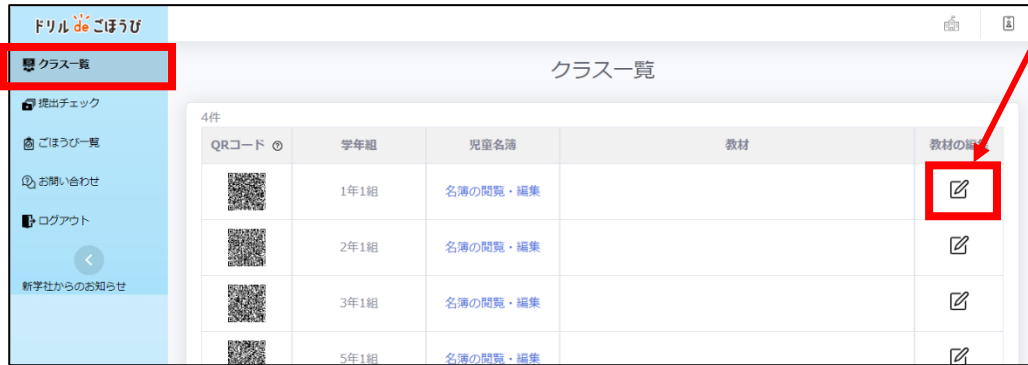 ドリル de ごほうび
クラス一覧
提出チェック
ごほうび一覧
お問い合わせ
ログアウト
新学社からのお知らせ
クラス一覧
4件
QRコード 学年組 児童名簿 教材 教材の編集
1年1組 名簿の閲覧・編集
2年1組 名簿の閲覧・編集
3年1組 名簿の閲覧・編集
5年1組 名簿の閲覧・編集